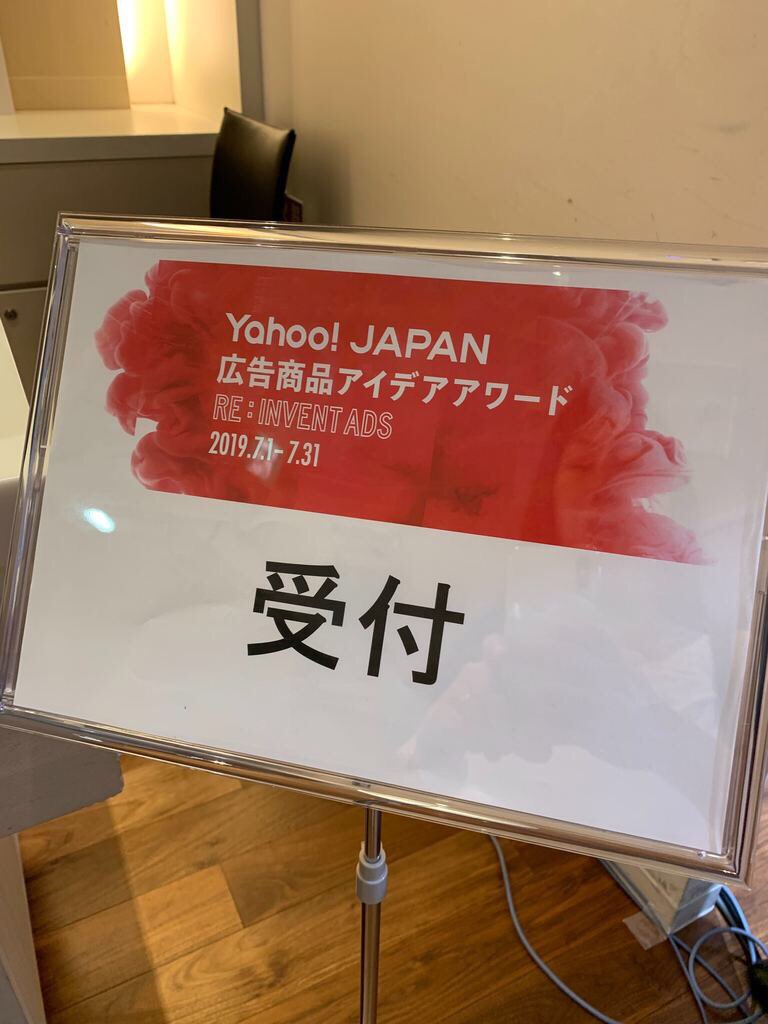 Yahoo! JAPAN
広告商品アイデアアワード
RE:INVENT ADS
2019.7.1-7.31
受付